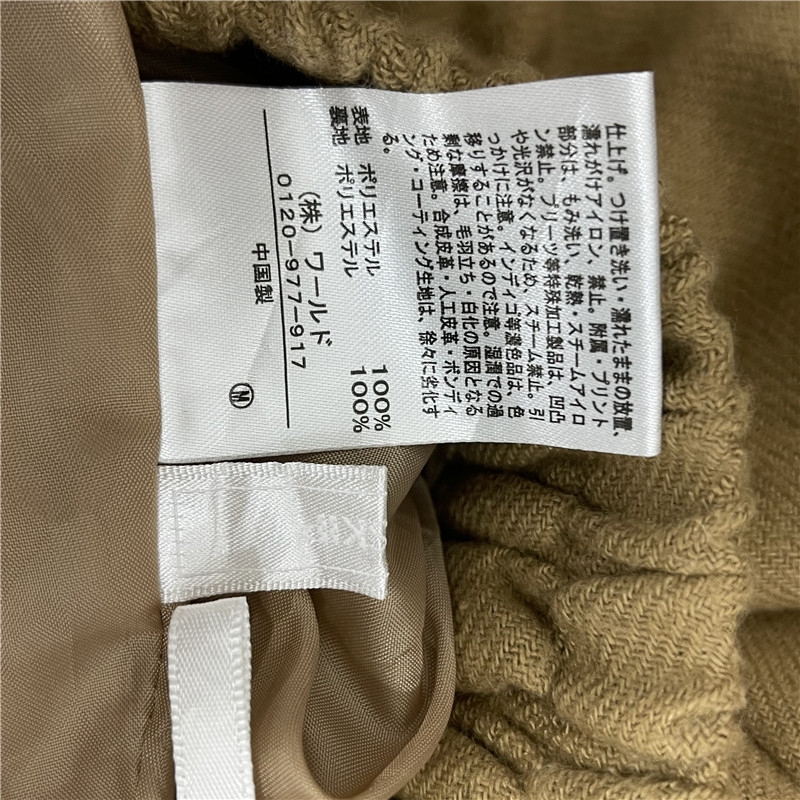 仕上げ。つけ置き洗い・濡れたままの放置、
濡れがけアイロン、禁止。附属・プリント
部分は、もみ洗い、乾熱・スチームアイロ
ン禁止。プリーツ等特殊加工製品は、凹凸
や光沢がなくなるため、スチーム禁止。引
っかけに注意。インディゴ等濃色品は、色
移りすることがあるので注意。湿潤での過
剰な摩擦は、毛羽立ち・白化の原因となる
ため注意。合成皮革・人工皮革・ボンディ
ング・コーティング生地は、徐々に劣化す
る。
表地 ポリエステル 100%
裏地 ポリエステル 100%
(株) ワールド
0120-977-917
中国製
M